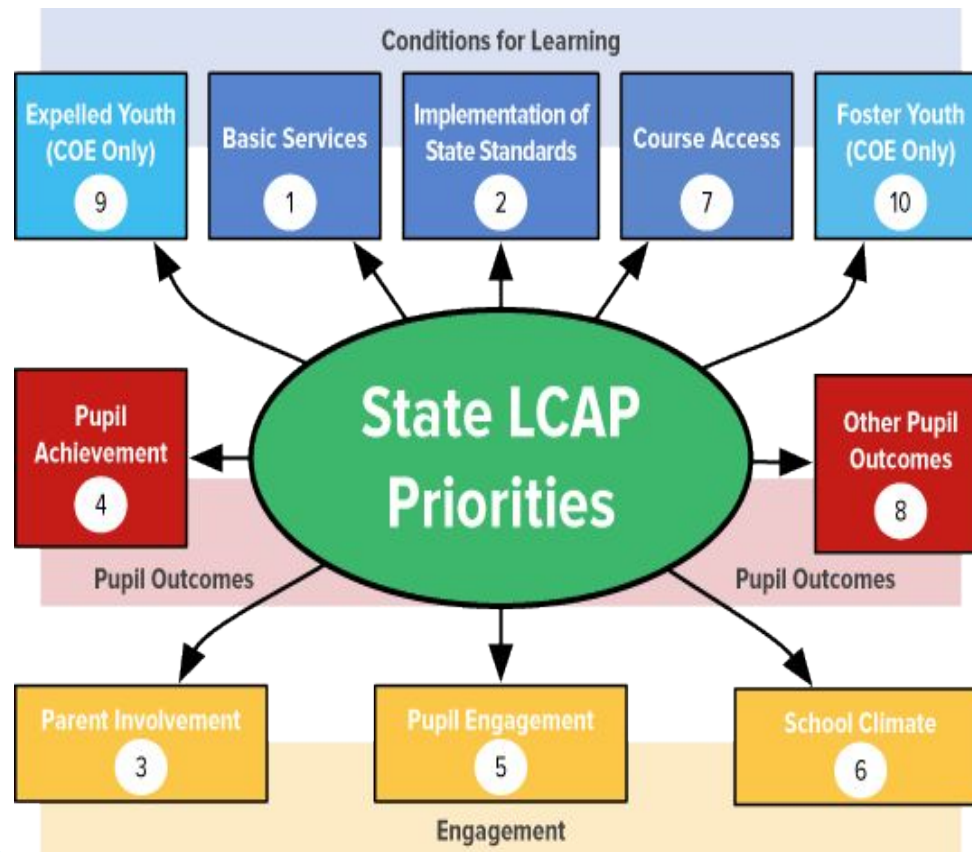 Conditions for Learning
Expelled Youth
(COE Only)
9
Basic Services
1
Implementation of
State Standards
2
Course Access
7
Foster Youth
(COE Only)
10
Pupil
Achievement
4
State LCAP
Priorities
Other Pupil
Outcomes
8
Pupil Outcomes
Pupil Outcomes
Parent Involvement
3
Pupil Engagement
5
School Climate
6
Engagement